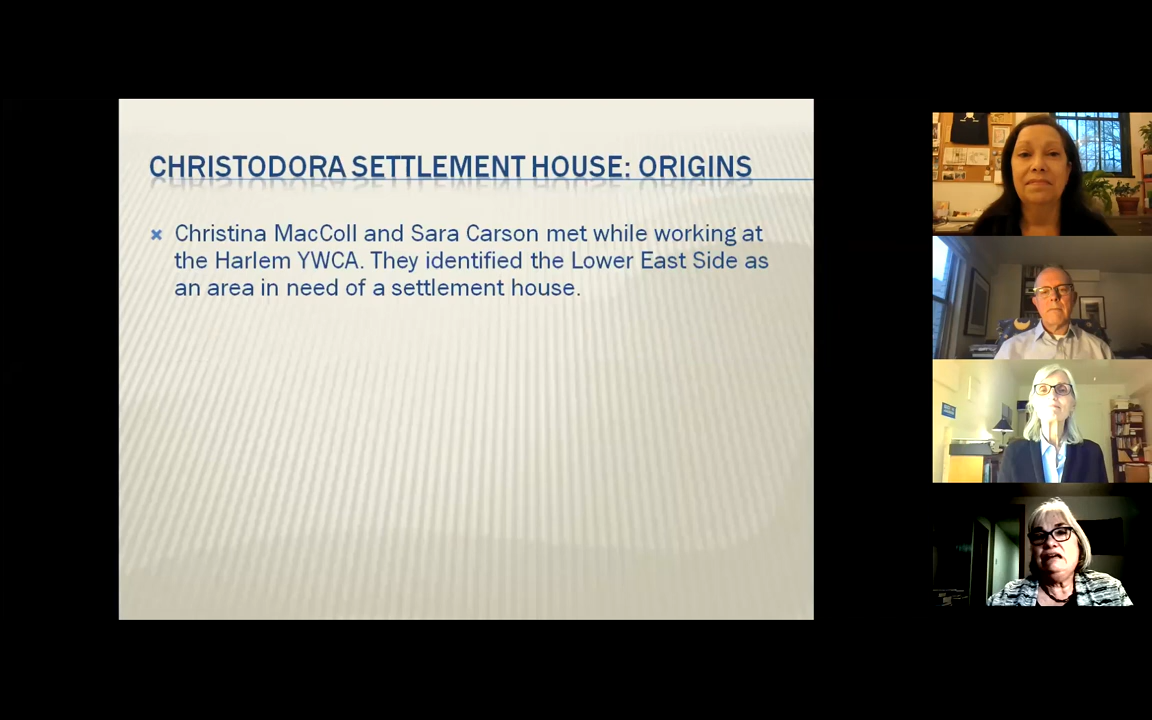 CHRISTODORA SETTLEMENT HOUSE: ORIGINS
Christina MacColl and Sara Carson met while working at
the Harlem YWCA. They identified the Lower East Side as
an area in need of a settlement house.